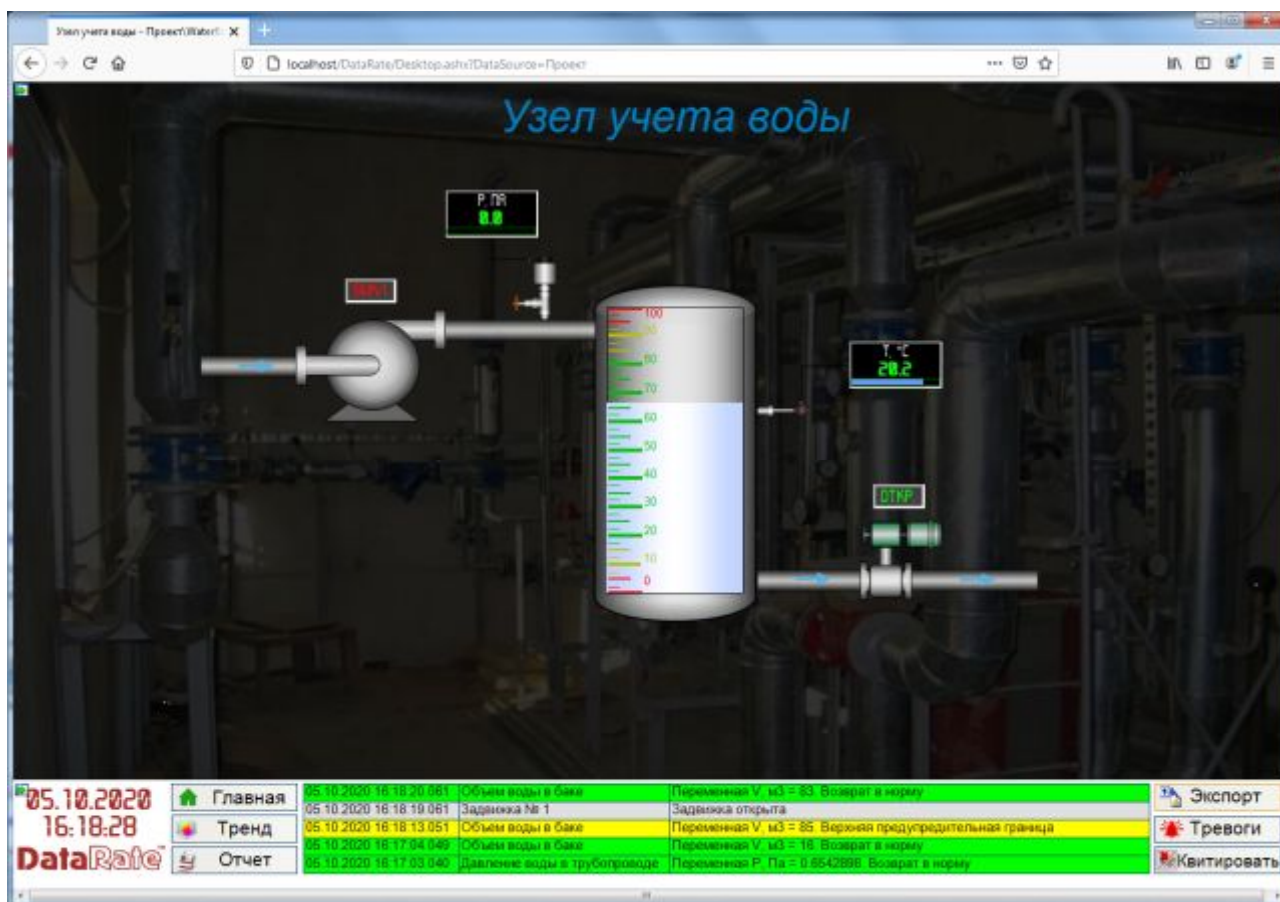 Узел учета воды - Проект\Water\
localhost/DataRate/Desktop.ashx?DataSource=Проект
Узел учета воды
P, ПА
0.0
100
90
80
70
60
50
40
30
20
10
0
T, °C
20.2
ОТКР.
05.10.2020
16:18:28
DataRate
Главная
Тренд
Отчет
05.10.2020 16:18:20.061 Объем воды в баке Переменная V, м3 = 83. Возврат в норму
05.10.2020 16:18:19.061 Задвижка № 1 Задвижка открыта
05.10.2020 16:18:13.051 Объем воды в баке Переменная V, м3 = 85. Верхняя предупредительная граница
05.10.2020 16:17:04.049 Объем воды в баке Переменная V, м3 = 16. Возврат в норму
05.10.2020 16:17:03.040 Давление воды в трубопроводе Переменная P, Па = 0.6542898. Возврат в норму
Экспорт
Тревоги
Квитировать